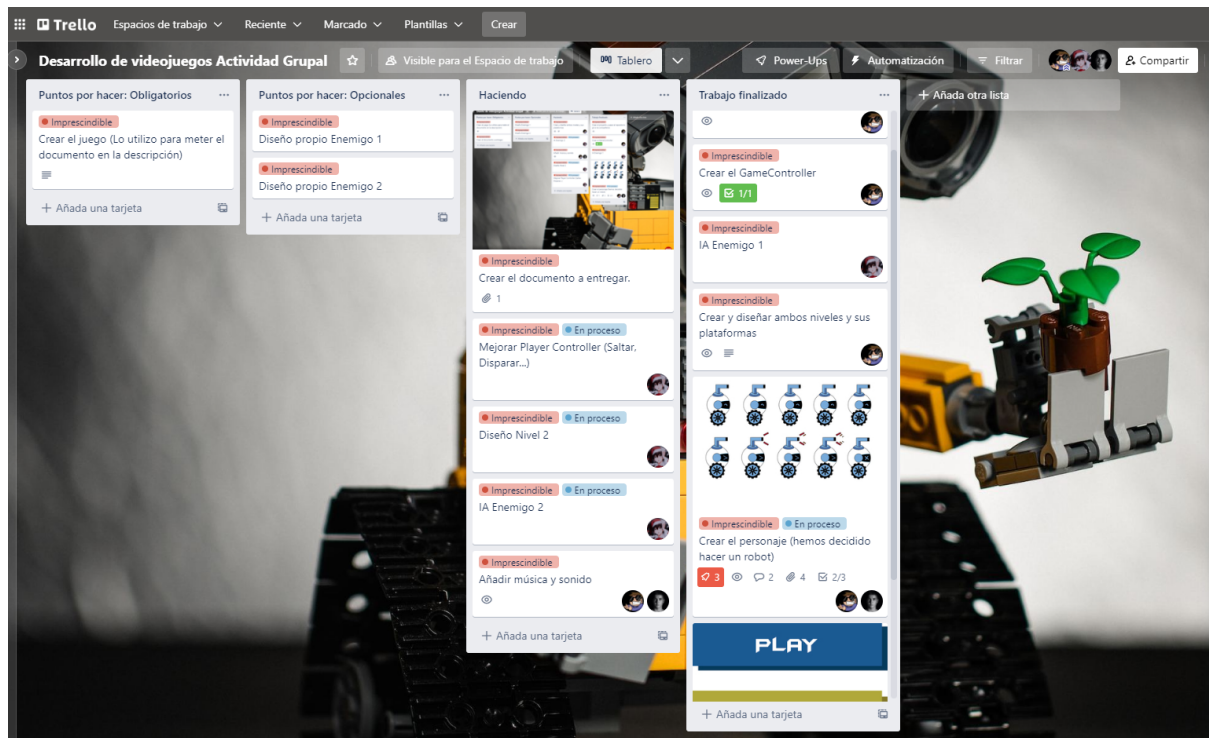 Trello Espacios de trabajo Reciente Marcado Plantillas Crear
Desarrollo de videojuegos Actividad Grupal Visible para el Espacio de trabajo Tablero Power-Ups Automatización Filtrar Compartir
Puntos por hacer: Obligatorios
Imprescindible
Crear el juego (Lo utilizo para meter el
documento en la descripción)
+ Añada una tarjeta
Puntos por hacer: Opcionales
Imprescindible
Diseño propio Enemigo 1
Imprescindible
Diseño propio Enemigo 2
+ Añada una tarjeta
Haciendo
Imprescindible
Crear el documento a entregar.
1
Imprescindible En proceso
Mejorar Player Controller (Saltar,
Disparar...)
Imprescindible En proceso
Diseño Nivel 2
Imprescindible En proceso
IA Enemigo 2
Imprescindible
Añadir música y sonido
+ Añada una tarjeta
Trabajo finalizado
Imprescindible
Crear el GameController
1/1
Imprescindible
IA Enemigo 1
Imprescindible
Crear y diseñar ambos niveles y sus
plataformas
Imprescindible En proceso
Crear el personaje (hemos decidido
hacer un robot)
3 2 4 2/3
PLAY
+ Añada una tarjeta
+ Añada otra lista